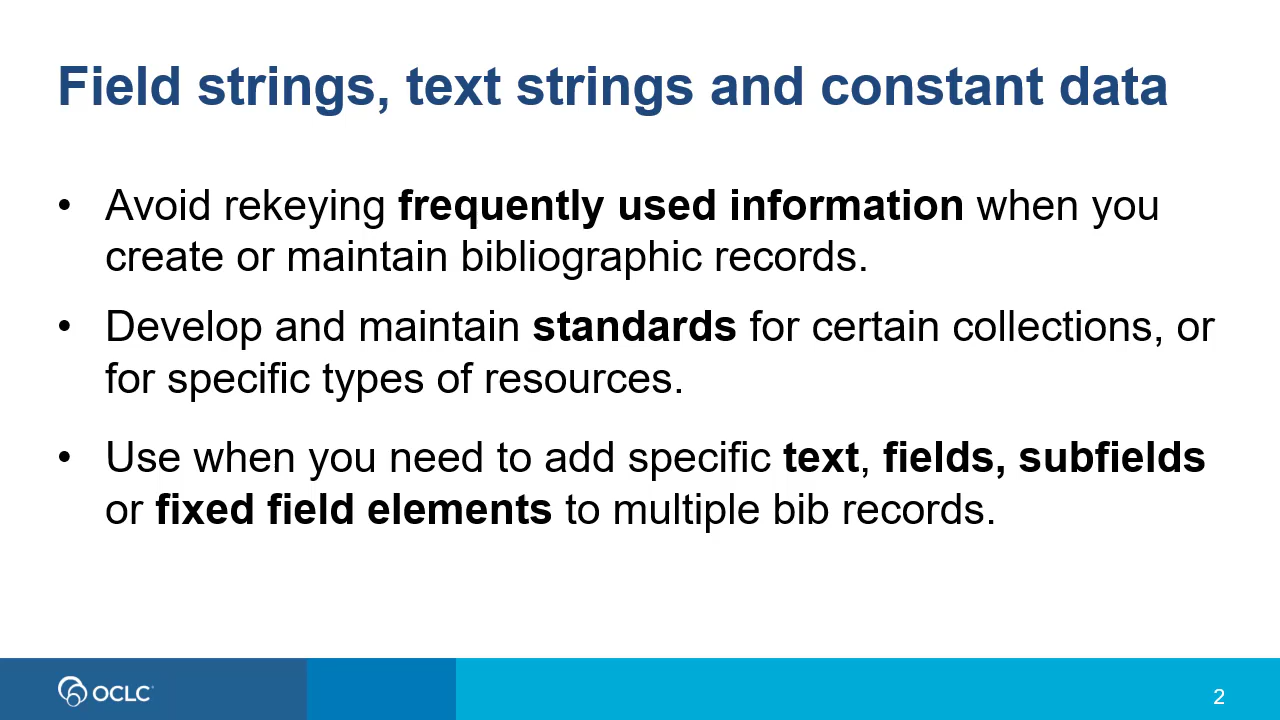 Field strings, text strings and constant data
• Avoid rekeying frequently used information when you
create or maintain bibliographic records.
• Develop and maintain standards for certain collections, or
for specific types of resources.
• Use when you need to add specific text, fields, subfields
or fixed field elements to multiple bib records.
OCLC
2